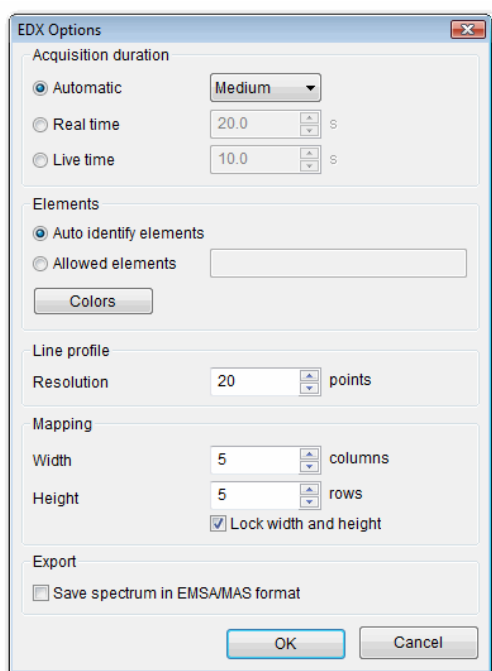 EDX Options
Acquisition duration
Automatic Medium
Real time 20.0 s
Live time 10.0 s
Elements
Auto identify elements
Allowed elements
Colors
Line profile
Resolution 20 points
Mapping
Width 5 columns
Height 5 rows
Lock width and height
Export
Save spectrum in EMSA/MAS format
OK Cancel